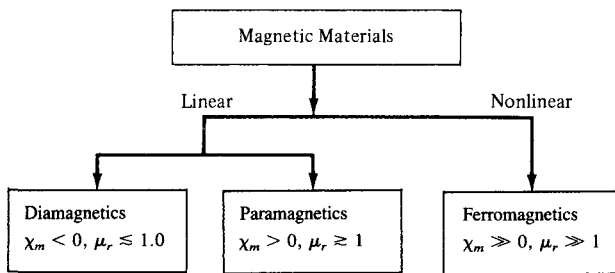 Magnetic Materials
Linear
Nonlinear
Diamagnetics
χₘ < 0, μᵣ ≲ 1.0
Paramagnetics
χₘ > 0, μᵣ ≳ 1
Ferromagnetics
χₘ ≫ 0, μᵣ ≫ 1